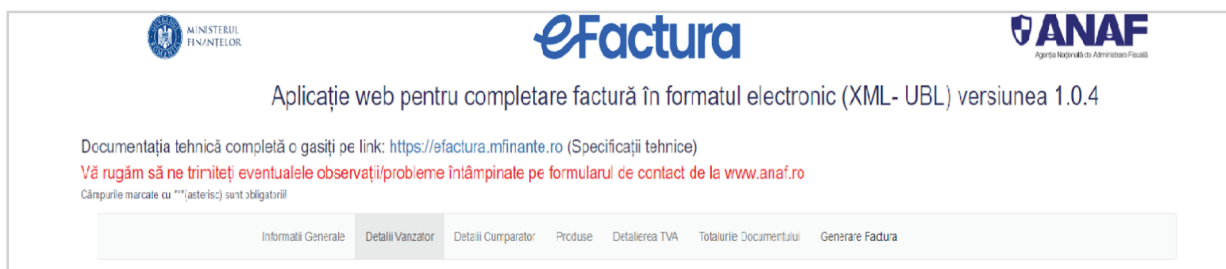 MINISTERUL
FINANȚELOR
eFactura
ANAF
Agenția Națională de Administrare Fiscală
Aplicație web pentru completare factură în formatul electronic (XML- UBL) versiunea 1.0.4
Documentația tehnică completă o gasiți pe link: https://efactura.mfinante.ro (Specificații tehnice)
Vă rugăm să ne trimiteți eventualele observații/probleme întâmpinate pe formularul de contact de la www.anaf.ro
Câmpurile marcate cu "*"(asterisc) sunt obligatorii!
Informatii Generale Detalii Vanzator Detalii Cumparator Produse Detalierea TVA Totalurile Documentului Generare Factura